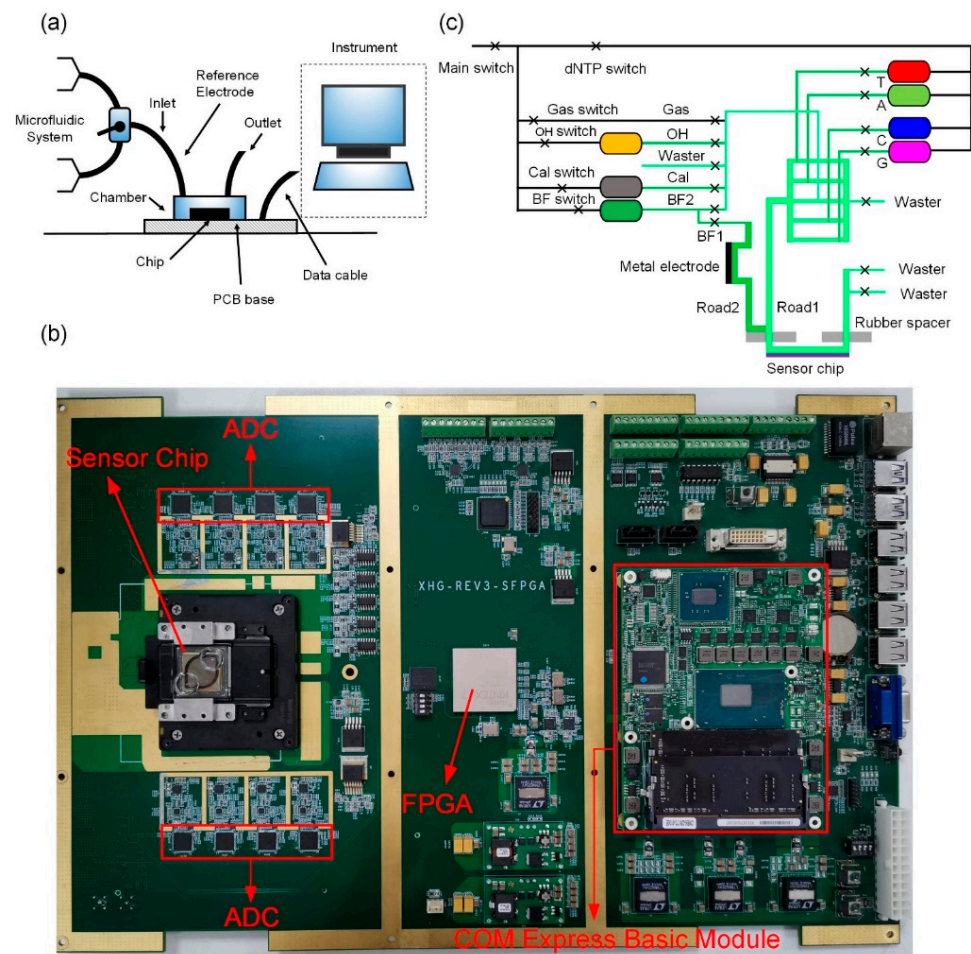 (a)
Instrument
Reference
Electrode
Inlet
Outlet
Microfluidic
System
Chamber
Chip
PCB base
Data cable
(c)
Main switch
dNTP switch
Gas switch
Gas
OH switch
OH
Waster
Cal switch
Cal
BF switch
BF2
BF1
T
A
C
G
Waster
Metal electrode
Waster
Waster
Road2
Road1
Rubber spacer
Sensor chip
(b)
ADC
Sensor Chip
XHG-REV3-SFPGA
FPGA
ADC
COM Express Basic Module